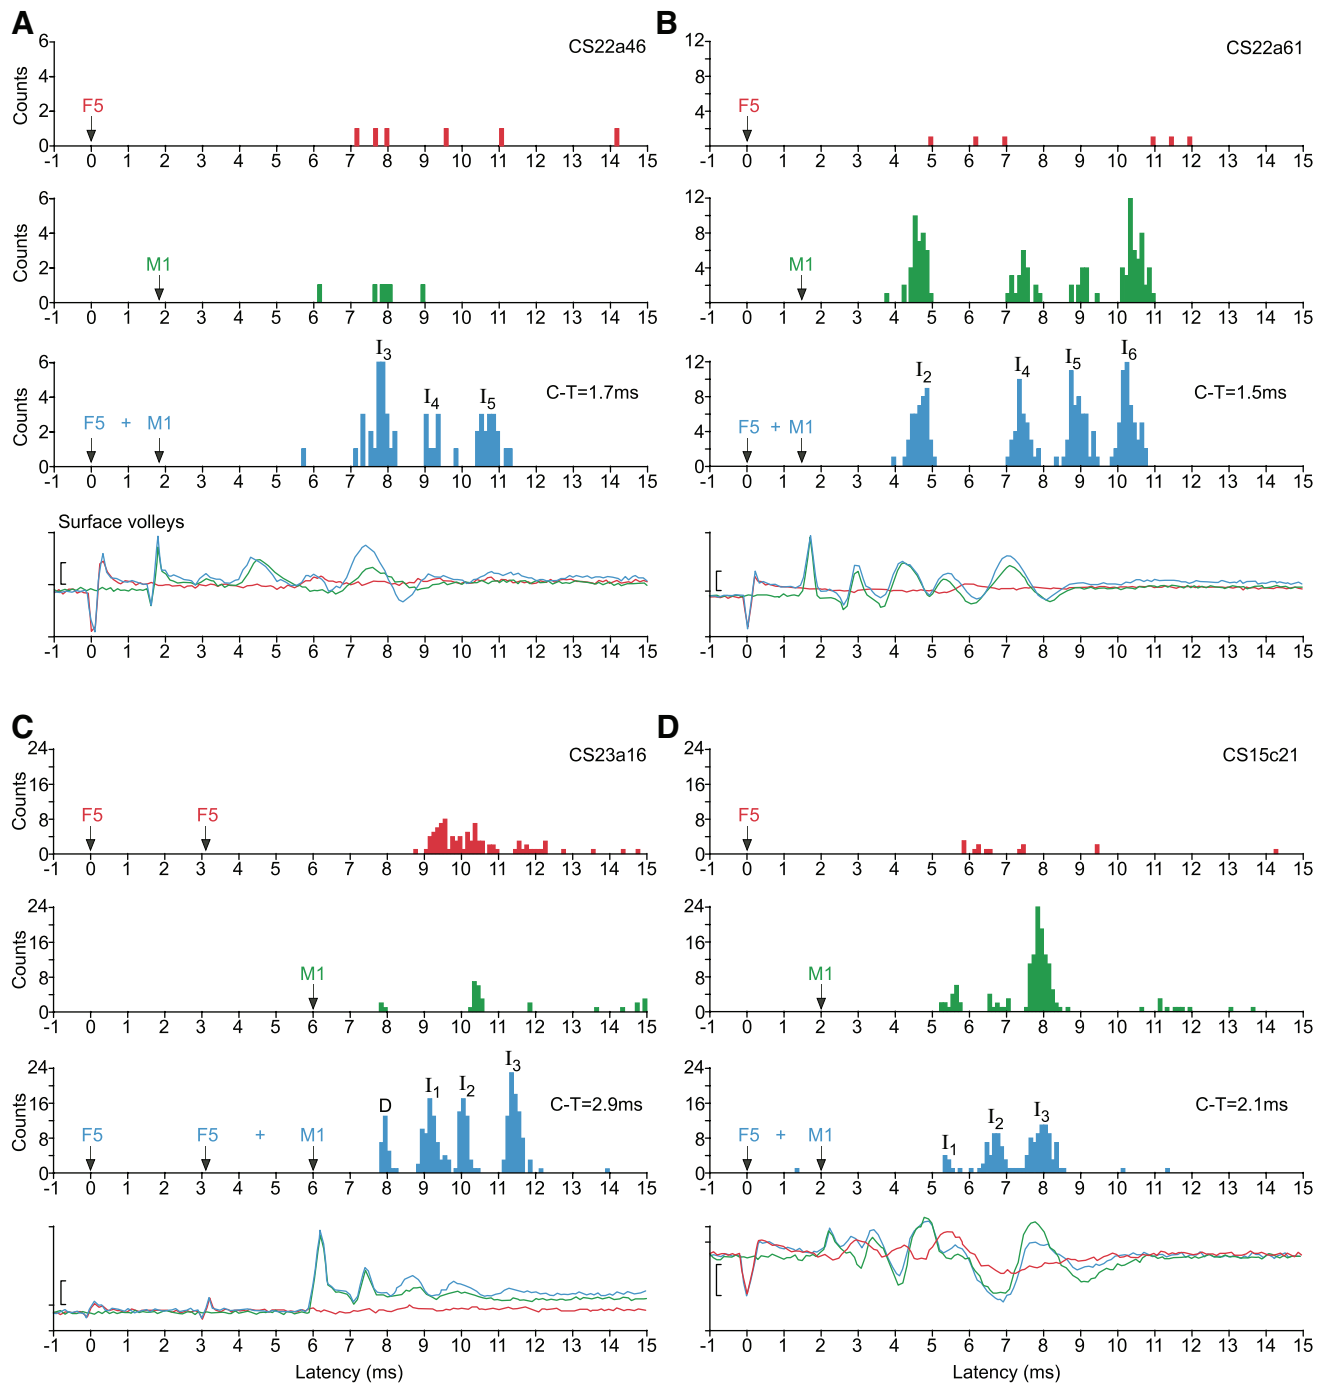 A
CS22a46
Counts
6
4
2
0
F5
-1 0 1 2 3 4 5 6 7 8 9 10 11 12 13 14 15
Counts
6
4
2
0
M1
-1 0 1 2 3 4 5 6 7 8 9 10 11 12 13 14 15
Counts
6
4
2
0
F5 + M1
I3
I4
I5
C-T=1.7ms
-1 0 1 2 3 4 5 6 7 8 9 10 11 12 13 14 15
Surface volleys
-1 0 1 2 3 4 5 6 7 8 9 10 11 12 13 14 15
B
CS22a61
12
8
4
F5
-1 0 1 2 3 4 5 6 7 8 9 10 11 12 13 14 15
12
8
4
M1
-1 0 1 2 3 4 5 6 7 8 9 10 11 12 13 14 15
12
8
4
0
F5 + M1
I2
I4
I5
I6
C-T=1.5ms
-1 0 1 2 3 4 5 6 7 8 9 10 11 12 13 14 15
-1 0 1 2 3 4 5 6 7 8 9 10 11 12 13 14 15
C
CS23a16
Counts
24
16
8
0
F5 F5
-1 0 1 2 3 4 5 6 7 8 9 10 11 12 13 14 15
Counts
24
16
8
0
M1
-1 0 1 2 3 4 5 6 7 8 9 10 11 12 13 14 15
Counts
24
16
8
0
F5 F5 + M1
D
I1
I2
I3
C-T=2.9ms
-1 0 1 2 3 4 5 6 7 8 9 10 11 12 13 14 15
-1 0 1 2 3 4 5 6 7 8 9 10 11 12 13 14 15
Latency (ms)
D
CS15c21
24
16
8
0
F5
-1 0 1 2 3 4 5 6 7 8 9 10 11 12 13 14 15
24
16
8
0
M1
-1 0 1 2 3 4 5 6 7 8 9 10 11 12 13 14 15
24
16
8
0
F5 + M1
I1
I2
I3
C-T=2.1ms
-1 0 1 2 3 4 5 6 7 8 9 10 11 12 13 14 15
-1 0 1 2 3 4 5 6 7 8 9 10 11 12 13 14 15
Latency (ms)